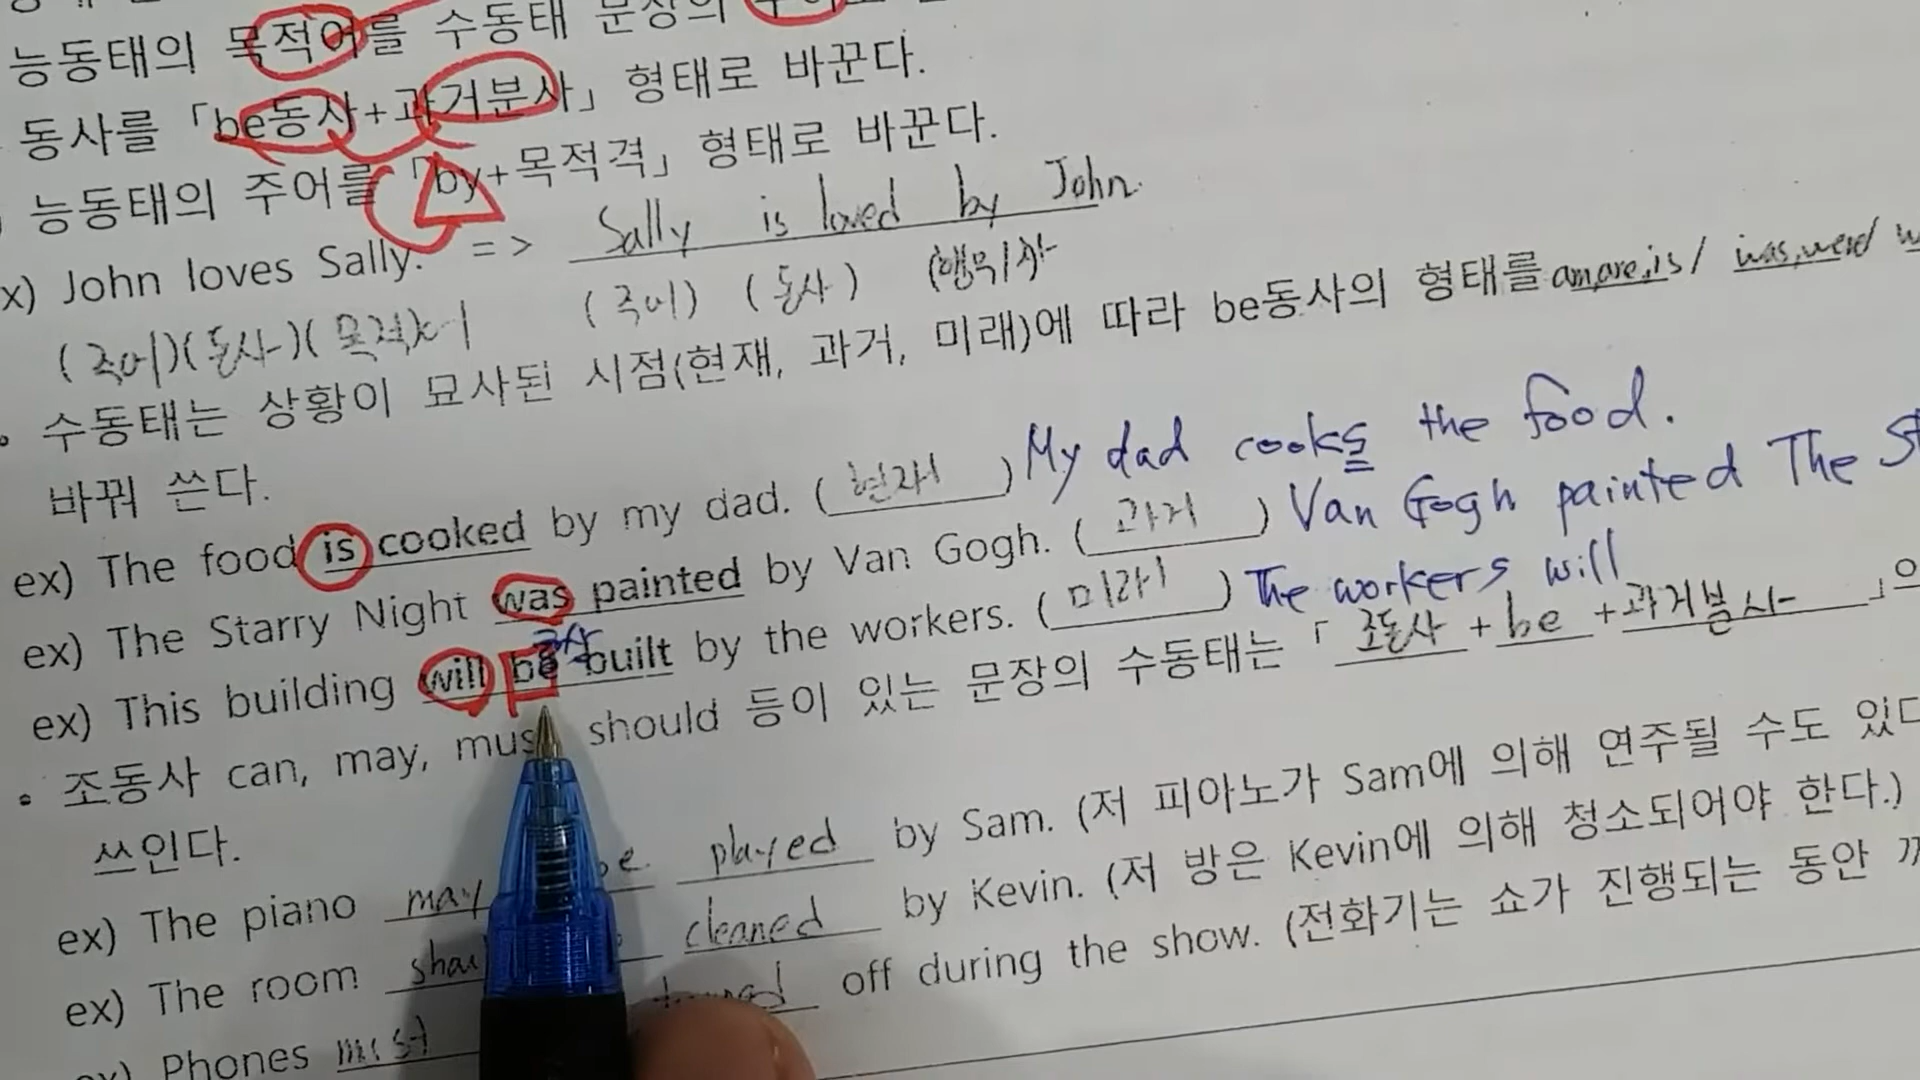 능동태의 목적어를 수동태 문장의
동사를 「be동사+과거분사」 형태로 바꾼다.
능동태의 주어를 「by+목적격」 형태로 바꾼다.
x) John loves Sally. => Sally is loved by John.
(주어)(동사)(목적어 (주어) (동사) (행위자
수동태는 상황이 묘사된 시점(현재, 과거, 미래)에 따라 be동사의 형태를 am,are,is / was,were/
바꿔 쓴다.
ex) The food is cooked by my dad. (현재) My dad cooks the food.
ex) The Starry Night was painted by Van Gogh. (과거) Van Gogh painted The
ex) This building will be built by the workers. (미래) The workers will
• 조동사 can, may, should 등이 있는 문장의 수동태는 「조동사+be+과거분사」
쓰인다.
ex) The piano may be played by Sam. (저 피아노가 Sam에 의해 연주될 수도
ex) The room cleaned by Kevin. (저 방은 Kevin에 의해 청소되어야 한다.)
Phones off during the show. (전화기는 쇼가 진행되는 동안